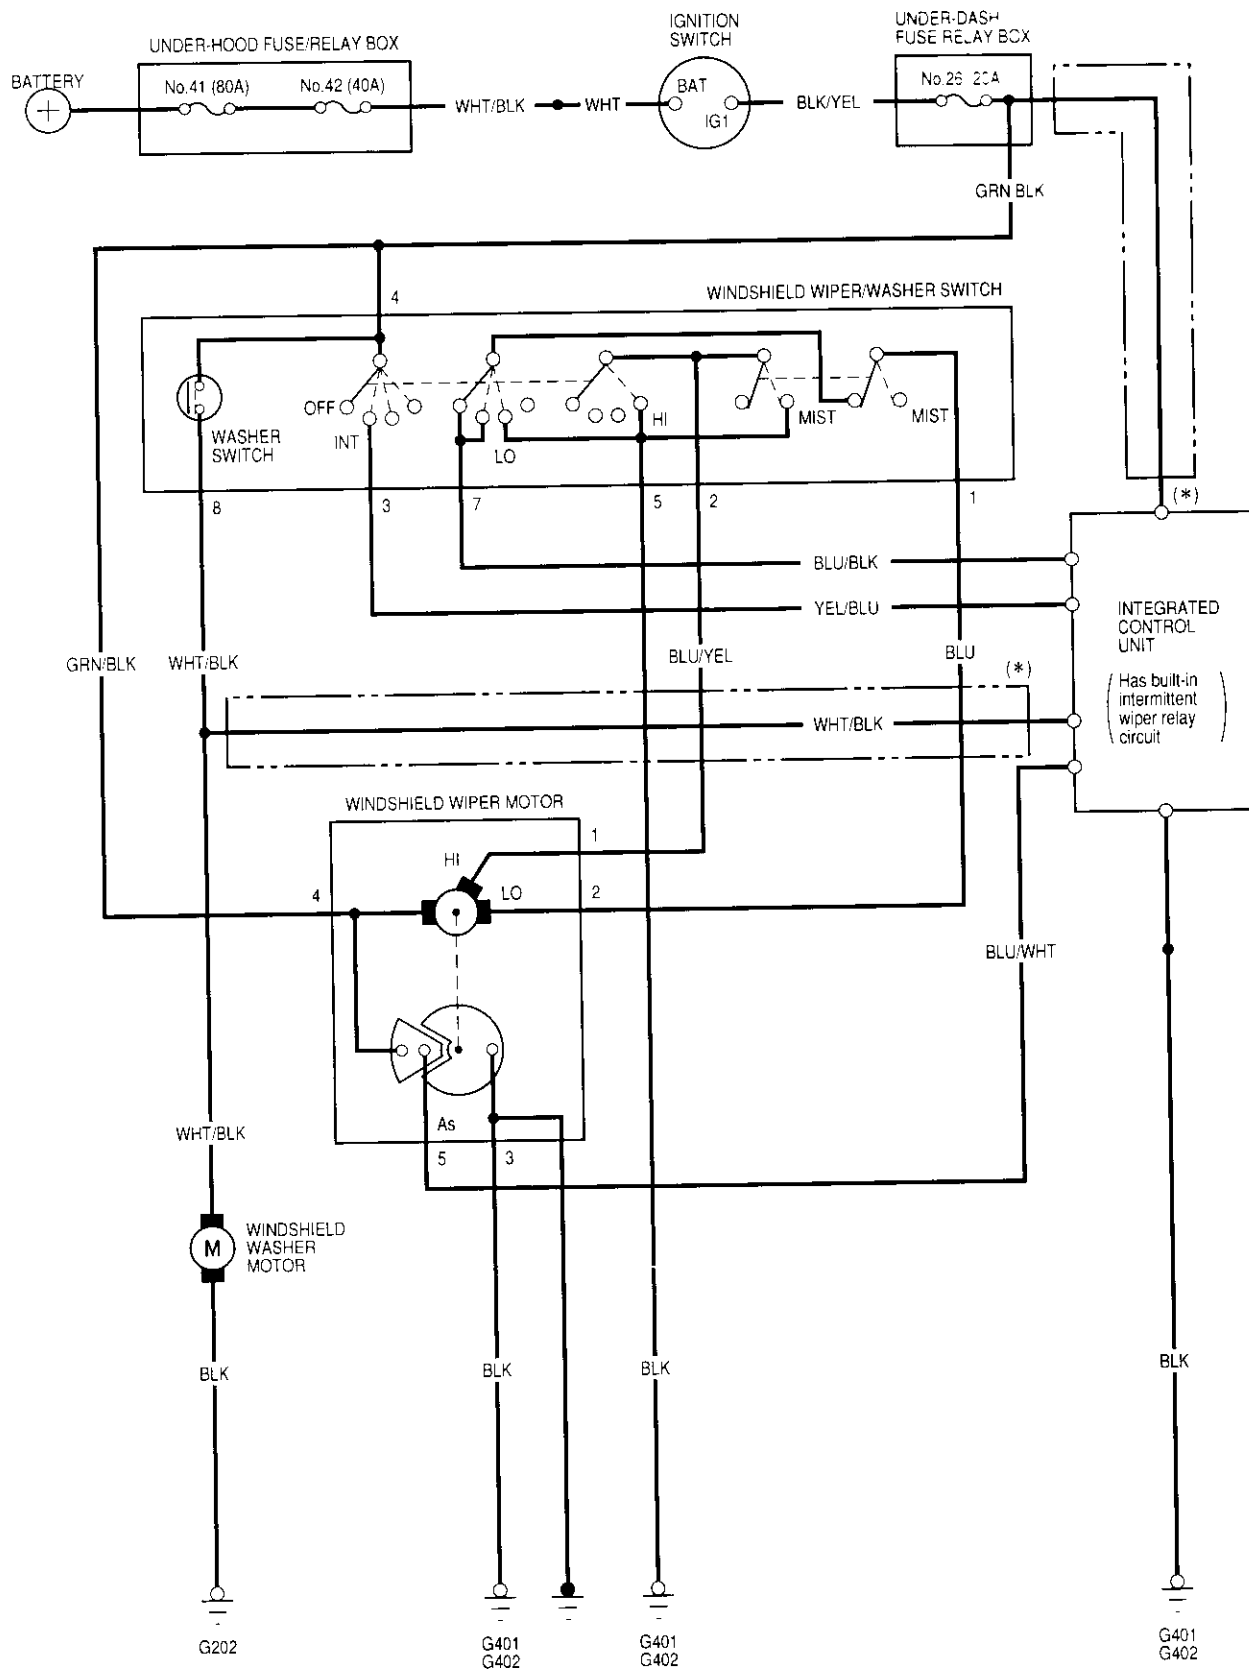 IGNITION
SWITCH
UNDER-DASH
FUSE RELAY BOX
UNDER-HOOD FUSE/RELAY BOX
BATTERY
No.41 (80A)
No.42 (40A)
BAT
IG1
No.26 20A
WHT/BLK
WHT
BLK/YEL
GRN BLK
4
WINDSHIELD WIPER/WASHER SWITCH
OFF
INT
LO
HI
MIST
MIST
WASHER
SWITCH
8
3
7
5
2
1
(*)
BLU/BLK
YEL/BLU
INTEGRATED
CONTROL
UNIT
Has built-in
intermittent
wiper relay
circuit
GRN/BLK
WHT/BLK
BLU/YEL
BLU
(*)
WHT/BLK
WINDSHIELD WIPER MOTOR
1
HI
4
LO
2
BLU/WHT
As
5
3
WHT/BLK
M
WINDSHIELD
WASHER
MOTOR
BLK
BLK
BLK
BLK
G202
G401
G402
G401
G402
G401
G402